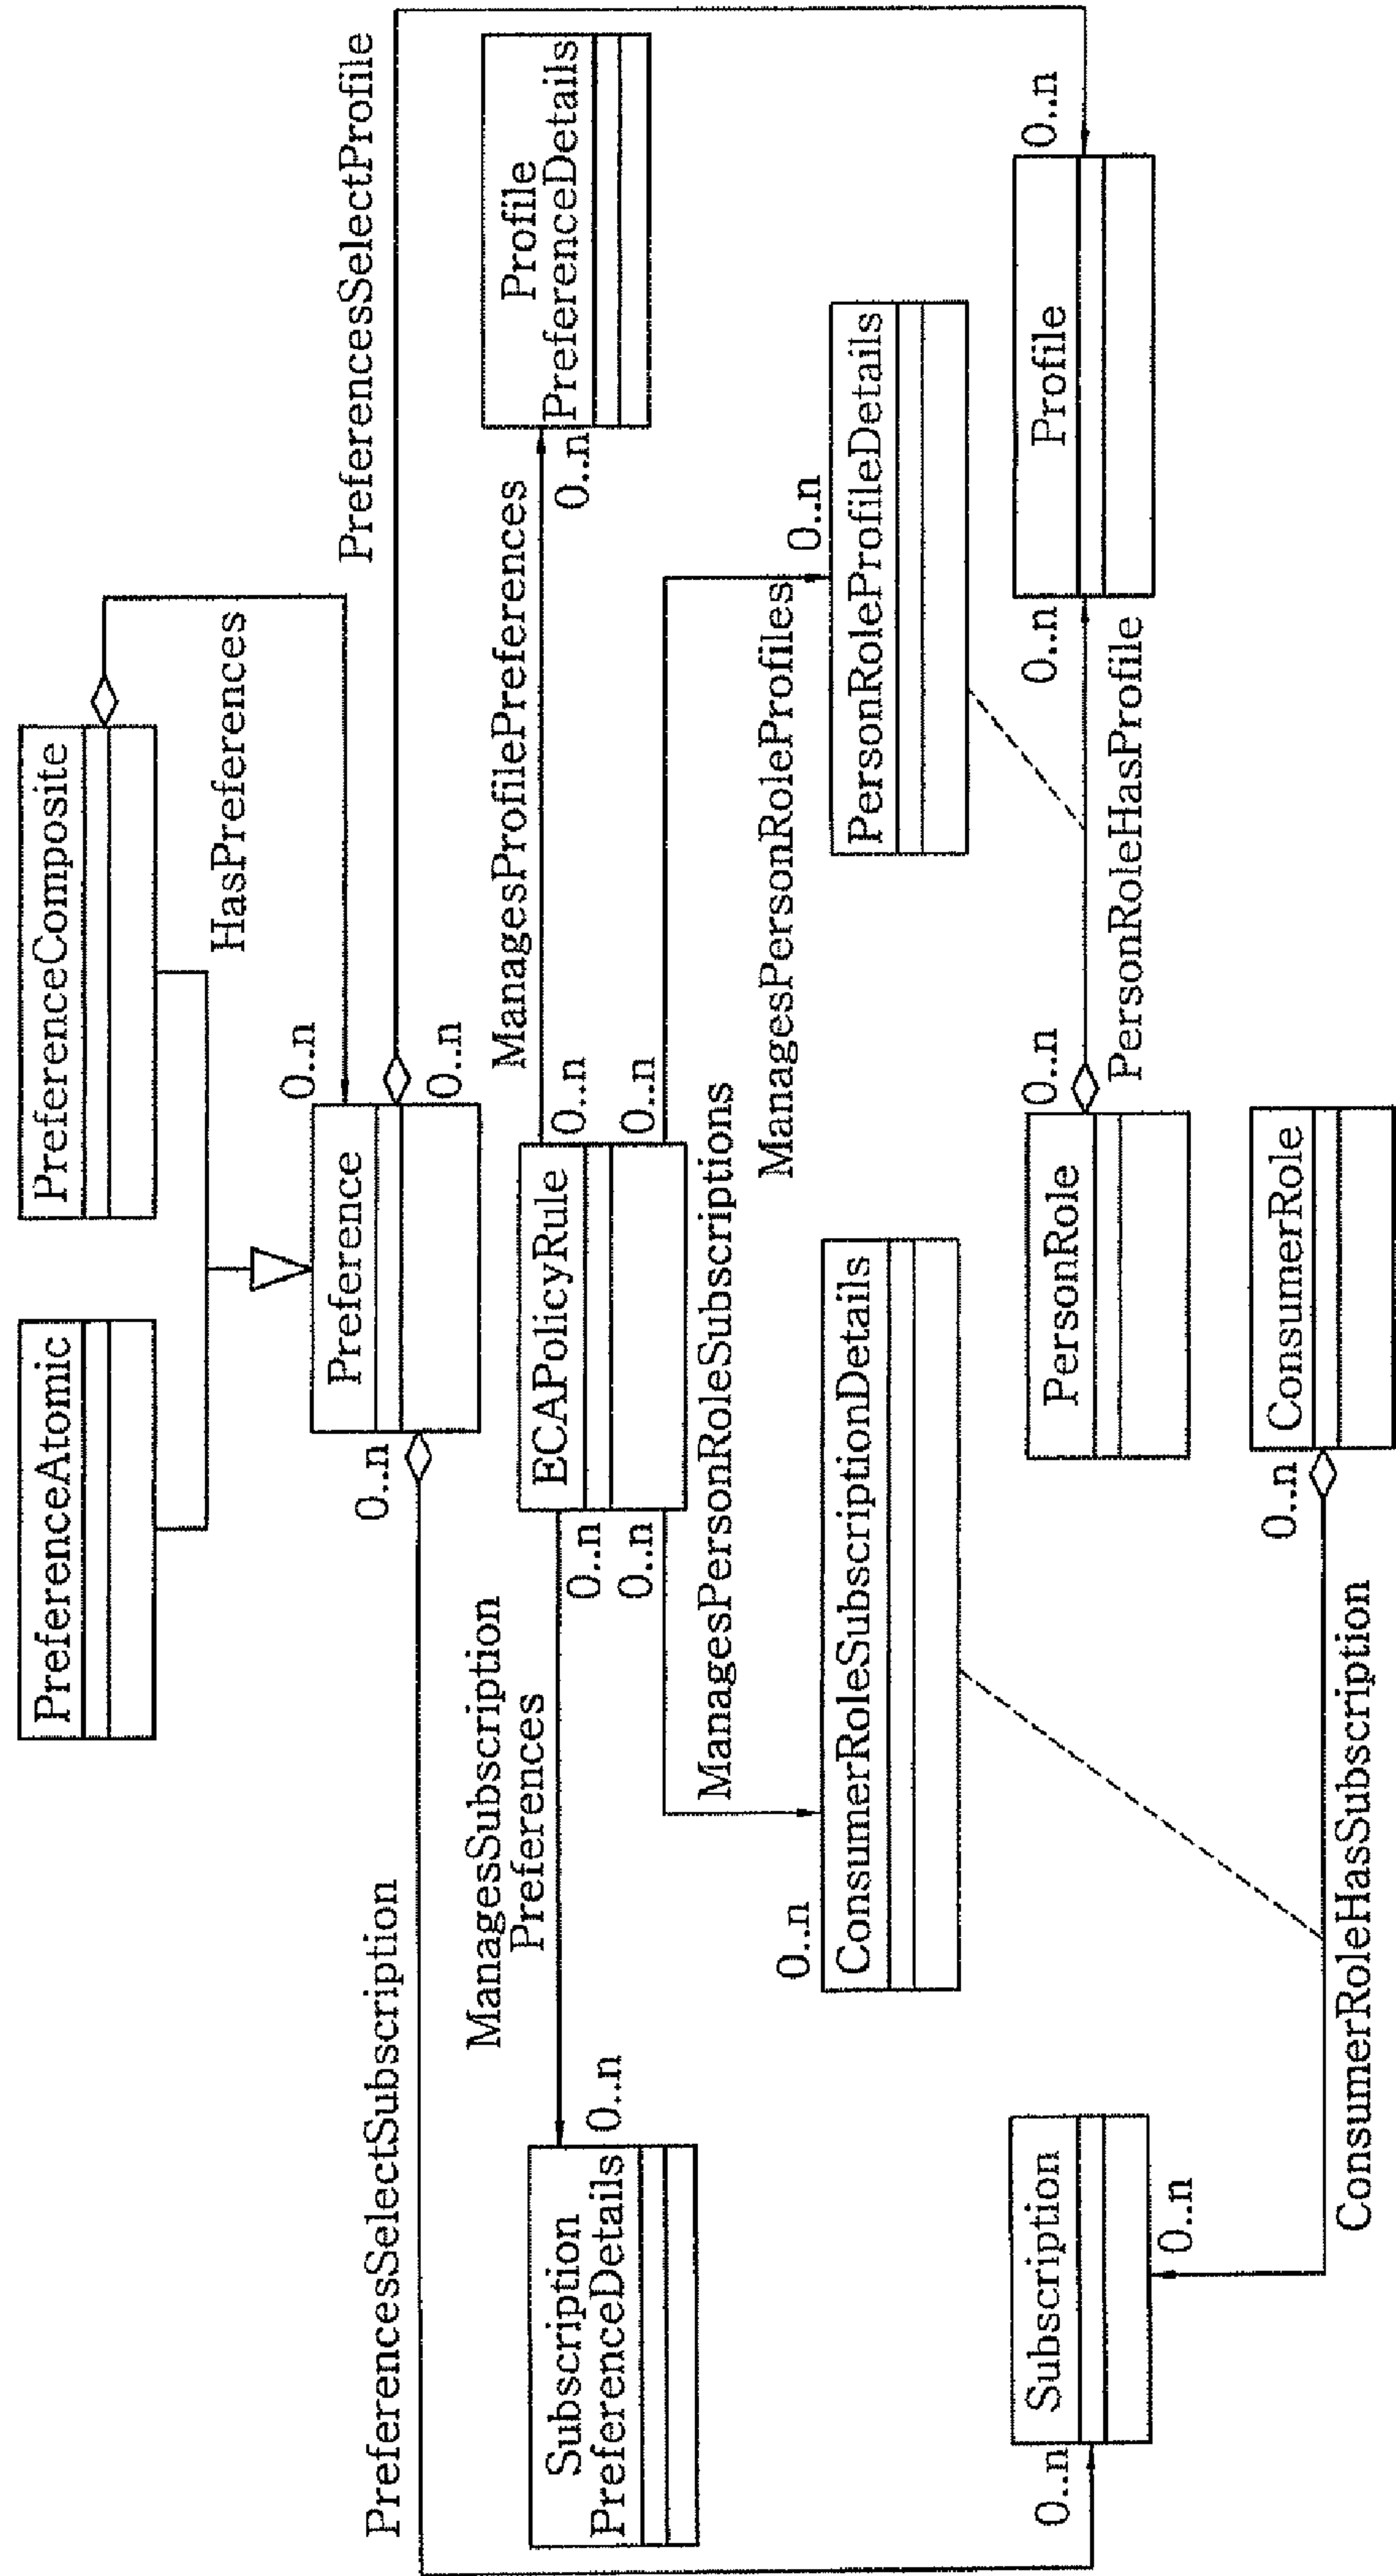 PreferenceAtomic
PreferenceComposite
HasPreferences
0..n
PreferencesSelectSubscription
0..n
Preference
0..n
PreferencesSelectProfile
ManagesSubscription
Preferences
ManagesProfilePreferences
Subscription
PreferenceDetails
0..n
0..n
0..n
ECAPolicyRule
0..n
0..n
0..n
Profile
PreferenceDetails
ManagesPersonRoleSubscriptions
ManagesPersonRoleProfiles
0..n
0..n
ConsumerRoleSubscriptionDetails
PersonRoleProfileDetails
0..n
Subscription
0..n
PersonRole
0..n
0..n
Profile
0..n
PersonRoleHasProfile
0..n
ConsumerRole
ConsumerRoleHasSubscription